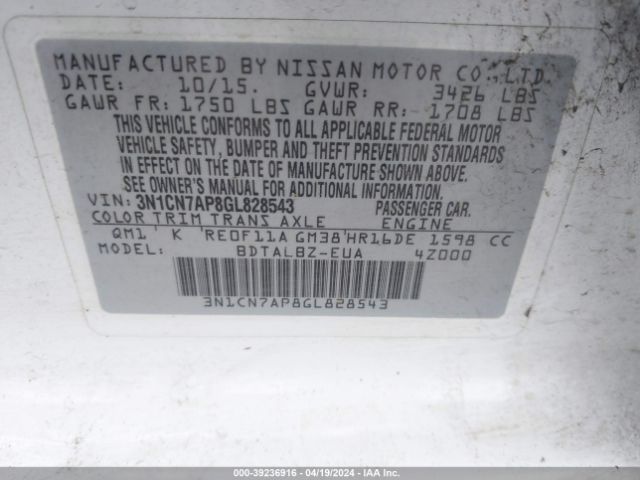 MANUFACTURED BY NISSAN MOTOR CO., LTD.
DATE: 10/15. GVWR: 3426 LBS
GAWR FR: 1750 LBS GAWR RR: 1708 LBS
THIS VEHICLE CONFORMS TO ALL APPLICABLE FEDERAL MOTOR
VEHICLE SAFETY, BUMPER AND THEFT PREVENTION STANDARDS
IN EFFECT ON THE DATE OF MANUFACTURE SHOWN ABOVE.
SEE OWNER'S MANUAL FOR ADDITIONAL INFORMATION.
VIN: 3N1CN7AP8GL828543 PASSENGER CAR.
COLOR TRIM TRANS AXLE ENGINE
QM1 K RE0F11A GM38 HR16DE 1598 CC
MODEL: BDTALBZ-EUA 4Z000
3N1CN7AP8GL828543
000-39236916 - 04/19/2024 - IAA Inc.